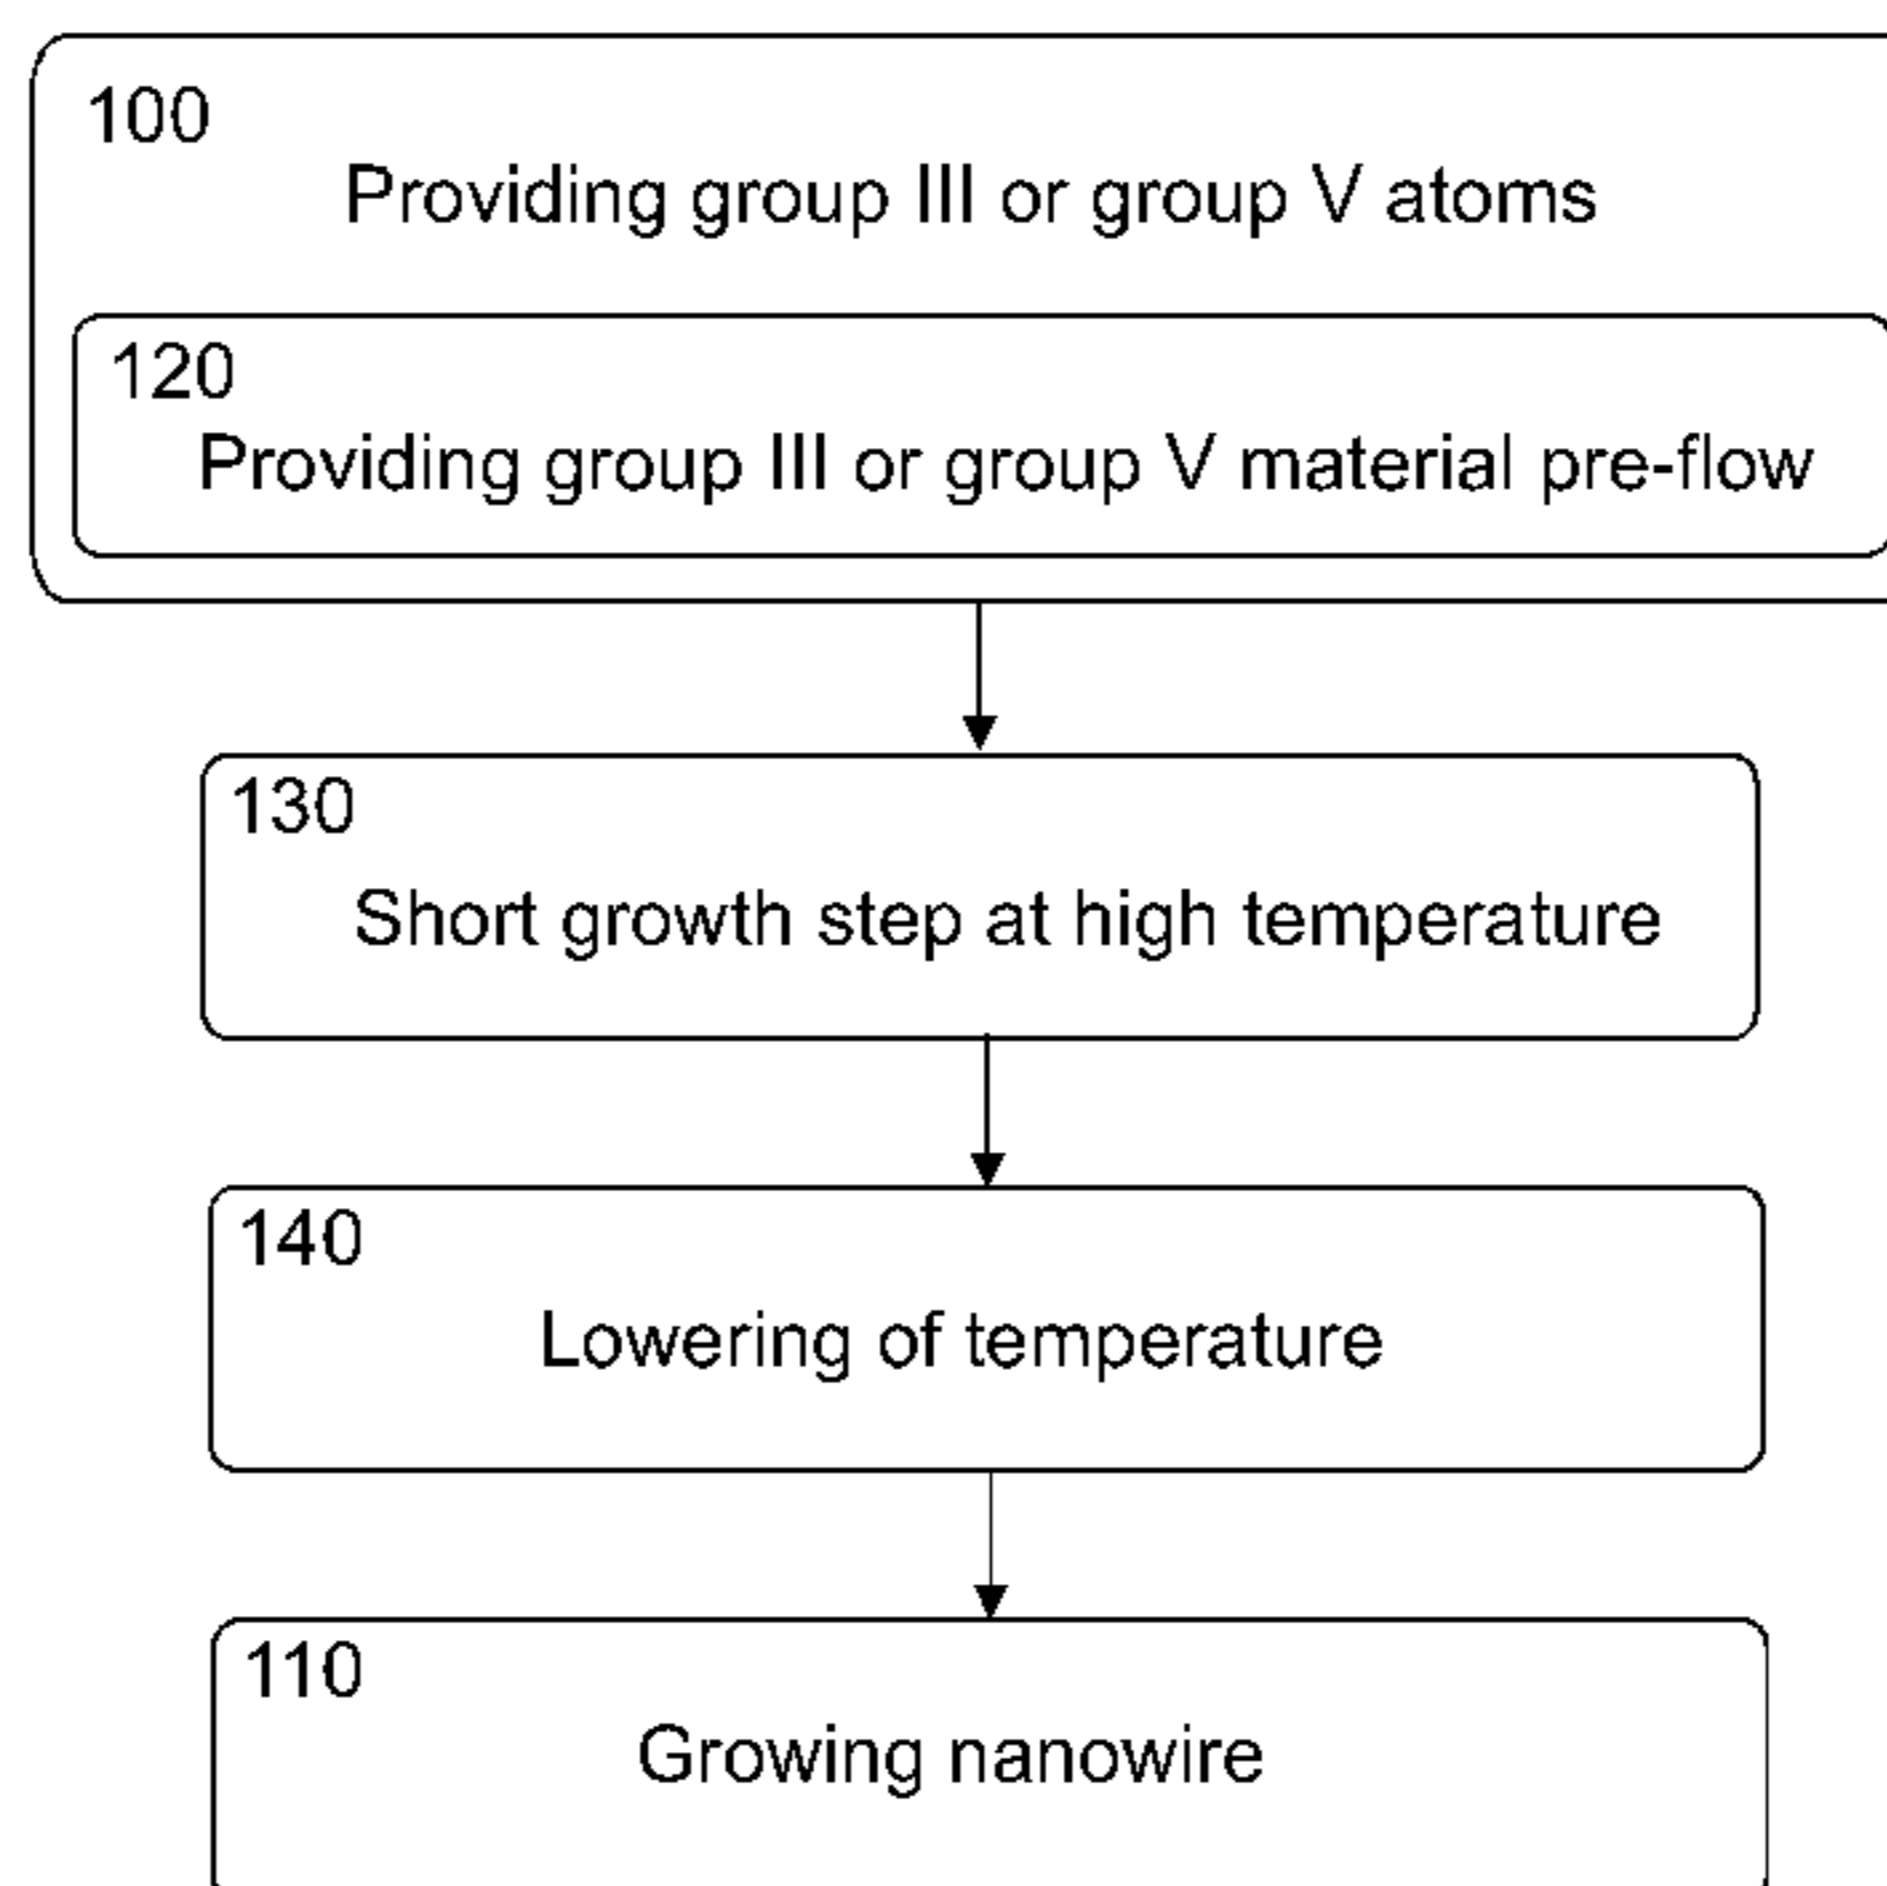 100
Providing group III or group V atoms
120
Providing group III or group V material pre-flow
130
Short growth step at high temperature
140
Lowering of temperature
110
Growing nanowire